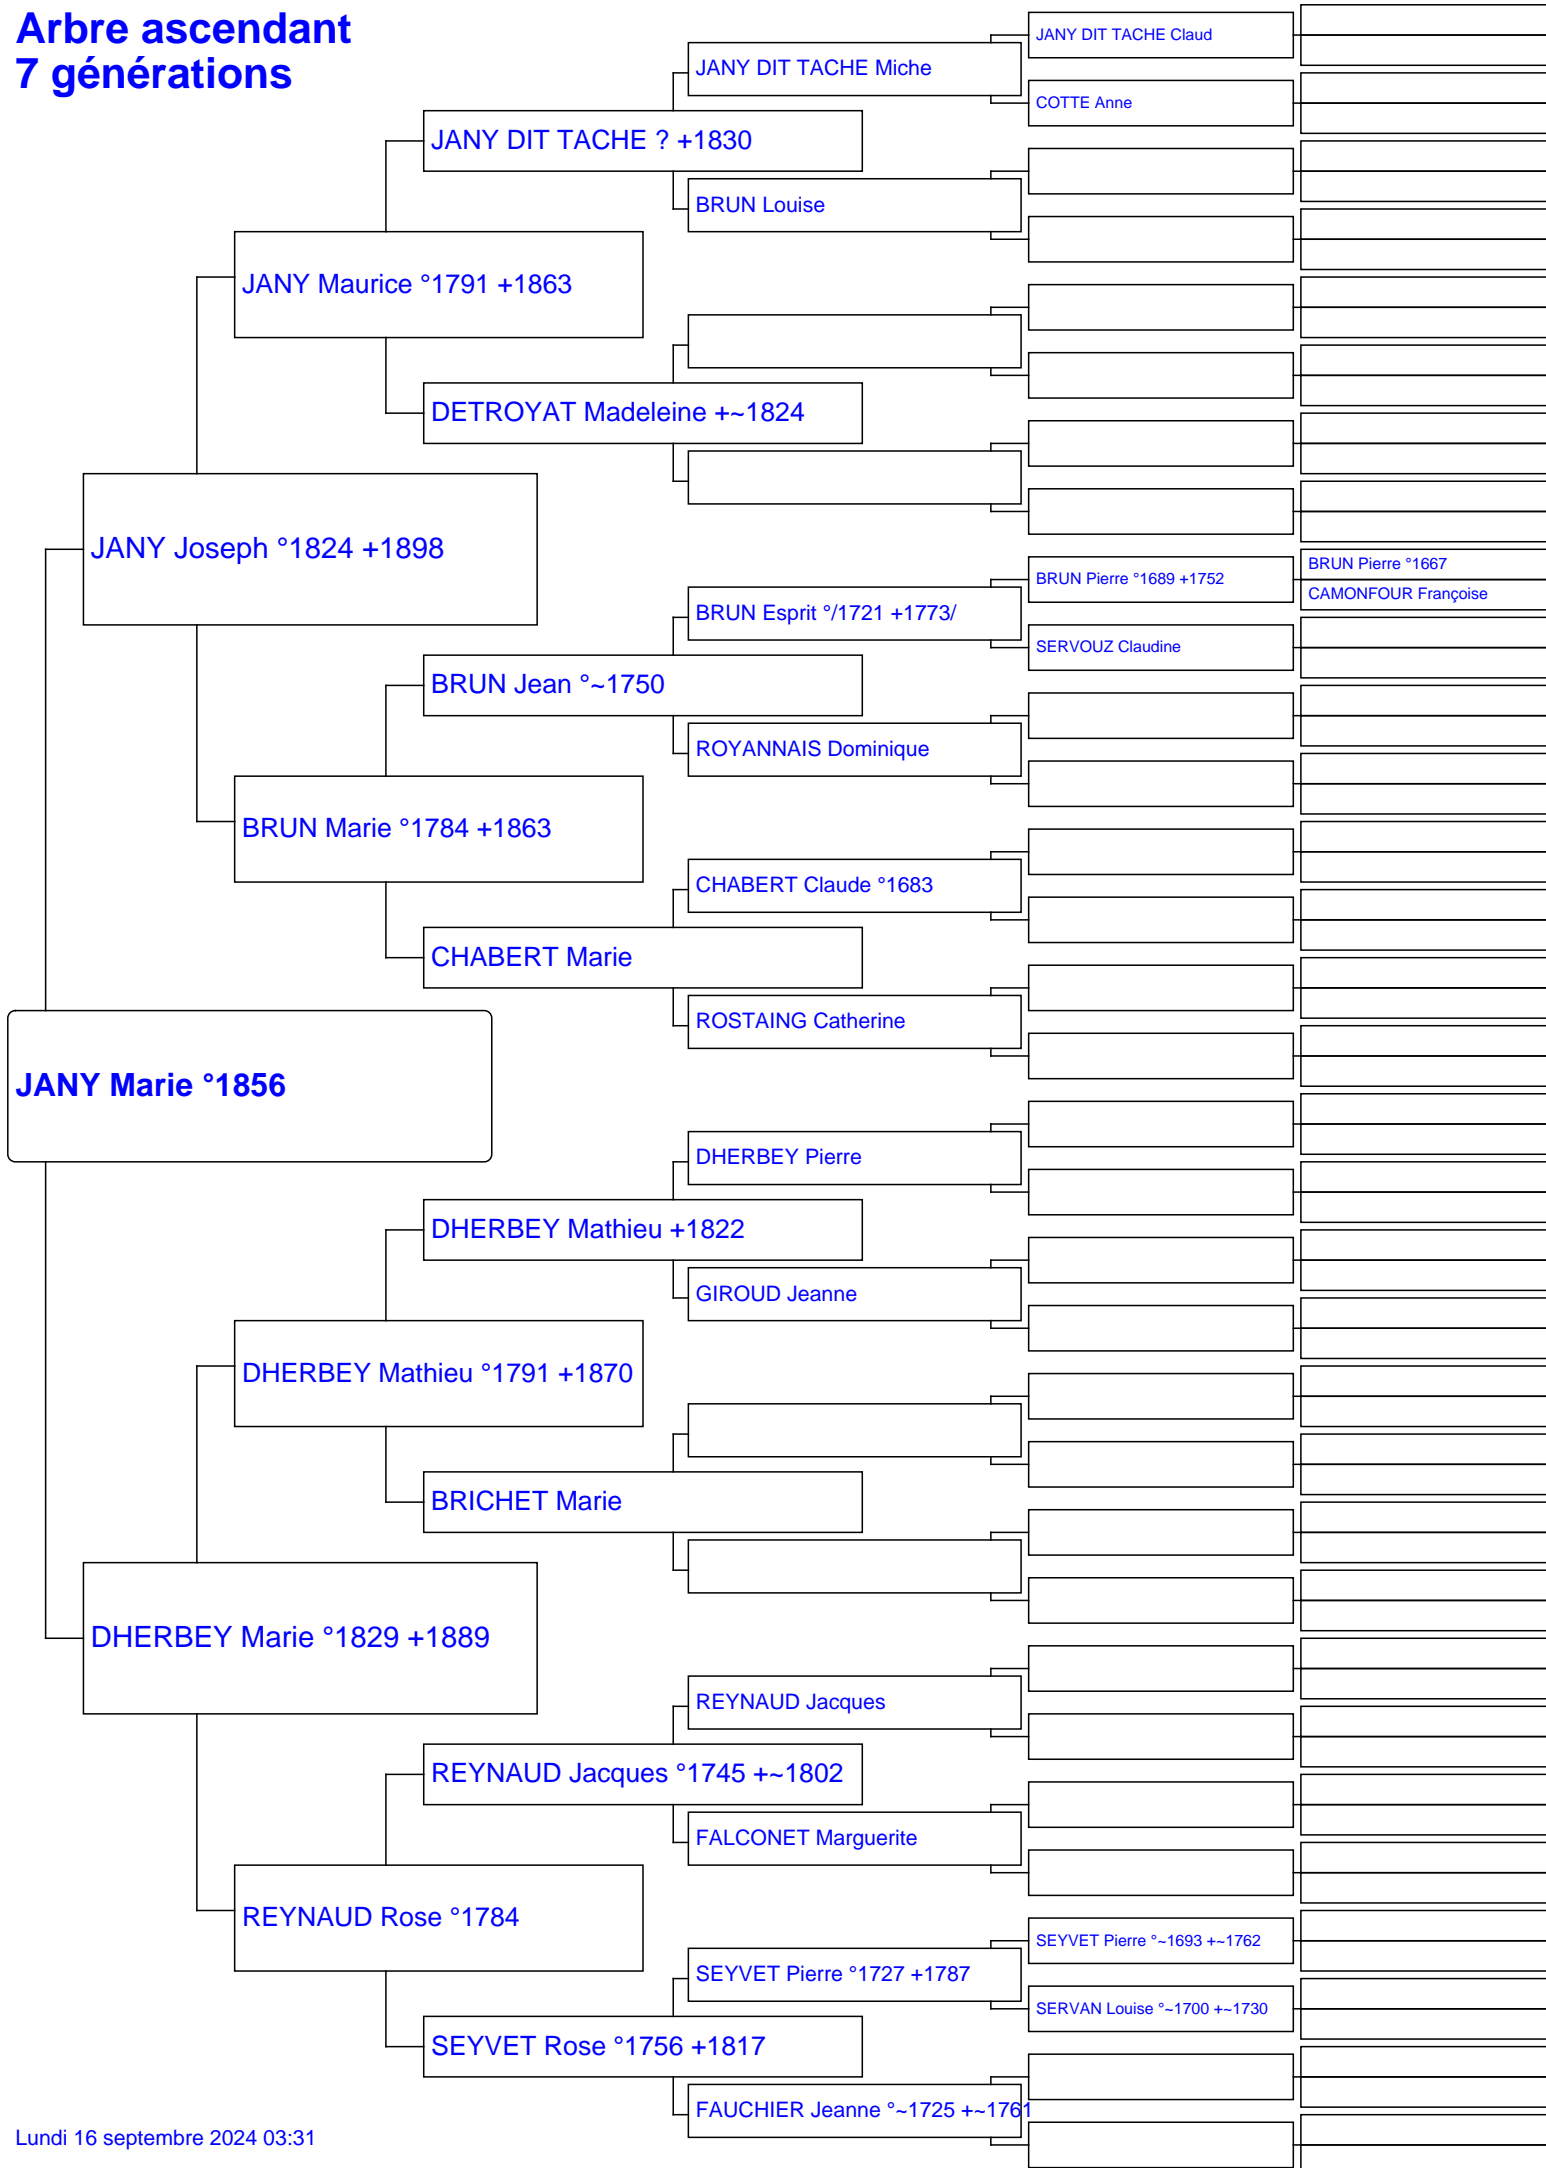 Arbre ascendant
7 générations
JANY DIT TACHE Claud
JANY DIT TACHE Miche
COTTE Anne
JANY DIT TACHE ? +1830
BRUN Louise
JANY Maurice °1791 +1863
DETROYAT Madeleine +~1824
JANY Joseph °1824 +1898
BRUN Pierre °1667
BRUN Pierre °1689 +1752
CAMONFOUR Françoise
BRUN Esprit °/1721 +1773/
SERVOUZ Claudine
BRUN Jean °~1750
ROYANNAIS Dominique
BRUN Marie °1784 +1863
CHABERT Claude °1683
CHABERT Marie
ROSTAING Catherine
JANY Marie °1856
DHERBEY Pierre
DHERBEY Mathieu +1822
GIROUD Jeanne
DHERBEY Mathieu °1791 +1870
BRICHET Marie
DHERBEY Marie °1829 +1889
REYNAUD Jacques
REYNAUD Jacques °1745 +~1802
FALCONET Marguerite
REYNAUD Rose °1784
SEYVET Pierre °~1693 +~1762
SEYVET Pierre °1727 +1787
SERVAN Louise °~1700 +~1730
SEYVET Rose °1756 +1817
FAUCHIER Jeanne °~1725 +~1761
Lundi 16 septembre 2024 03:31